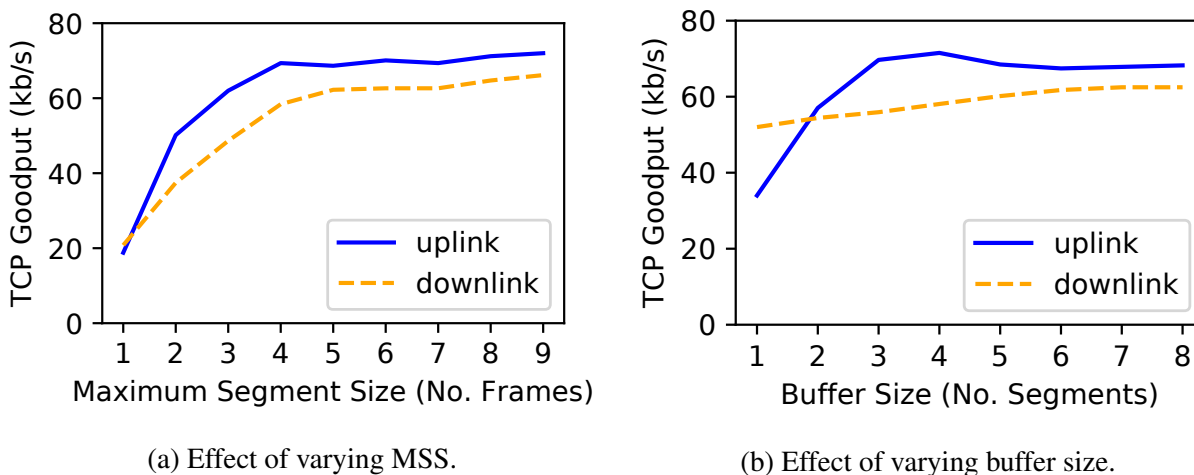 80
60
40
20
0
TCP Goodput (kb/s)
uplink
downlink
1 2 3 4 5 6 7 8 9
Maximum Segment Size (No. Frames)
(a) Effect of varying MSS.
80
60
40
20
0
TCP Goodput (kb/s)
uplink
downlink
1 2 3 4 5 6 7 8
Buffer Size (No. Segments)
(b) Effect of varying buffer size.